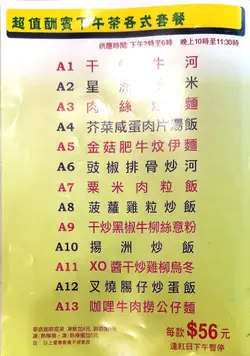 超值酬賓下午茶各式套餐
供應時間:下午2時至6時 晚上10時至11:30時
A1 干 牛河
A2 星 米
A3 肉絲 麵
A4 芥菜咸蛋肉片湯飯
A5 金菇肥牛炆伊麵
A6 豉椒排骨炒河
A7 粟米肉粒飯
A8 菠蘿雞粒炒飯
A9 干炒黑椒牛柳絲意粉
A10 揚洲炒飯
A11 XO醬干炒雞柳烏冬
A12 叉燒腸仔炒蛋飯
A13 咖喱牛肉撈公仔麵
每款 $56元
逢紅日下午暫停